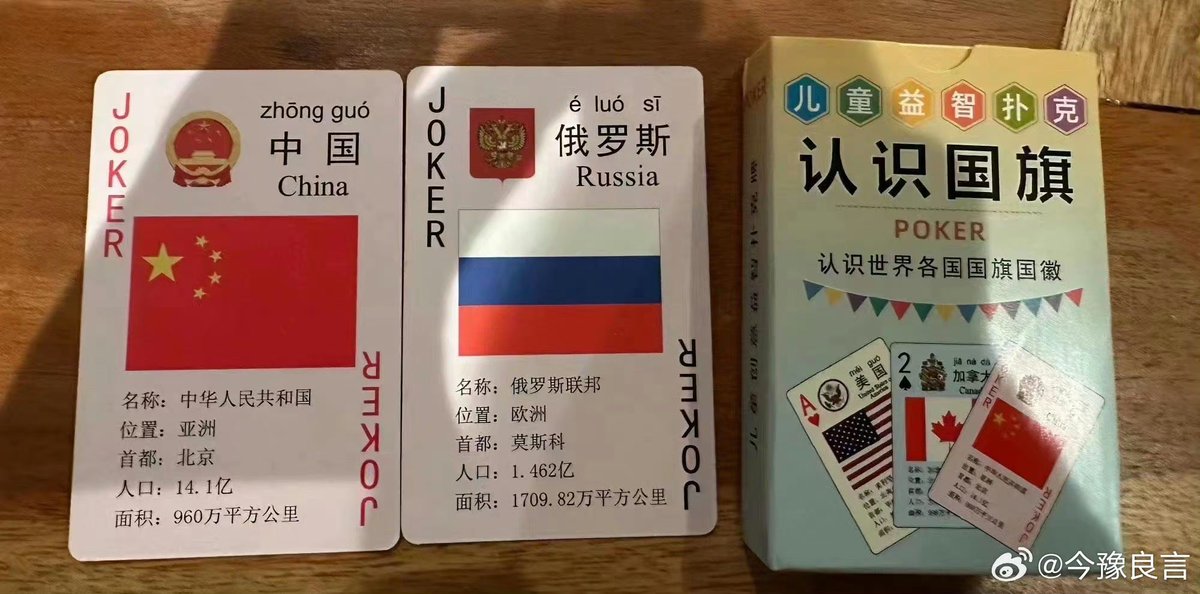 JOKER
zhōng guó
中国
China
名称：中华人民共和国
位置：亚洲
首都：北京
人口：14.1亿
面积：960万平方公里
JOKER
JOKER
é luó sī
俄罗斯
Russia
名称：俄罗斯联邦
位置：欧洲
首都：莫斯科
人口：1.462亿
面积：1709.82万平方公里
JOKER
POKER
儿童益智扑克
认识国旗
POKER
认识世界各国国旗国徽
A
měi guó
美国
2
jiā ná dà
加拿大
@今豫良言